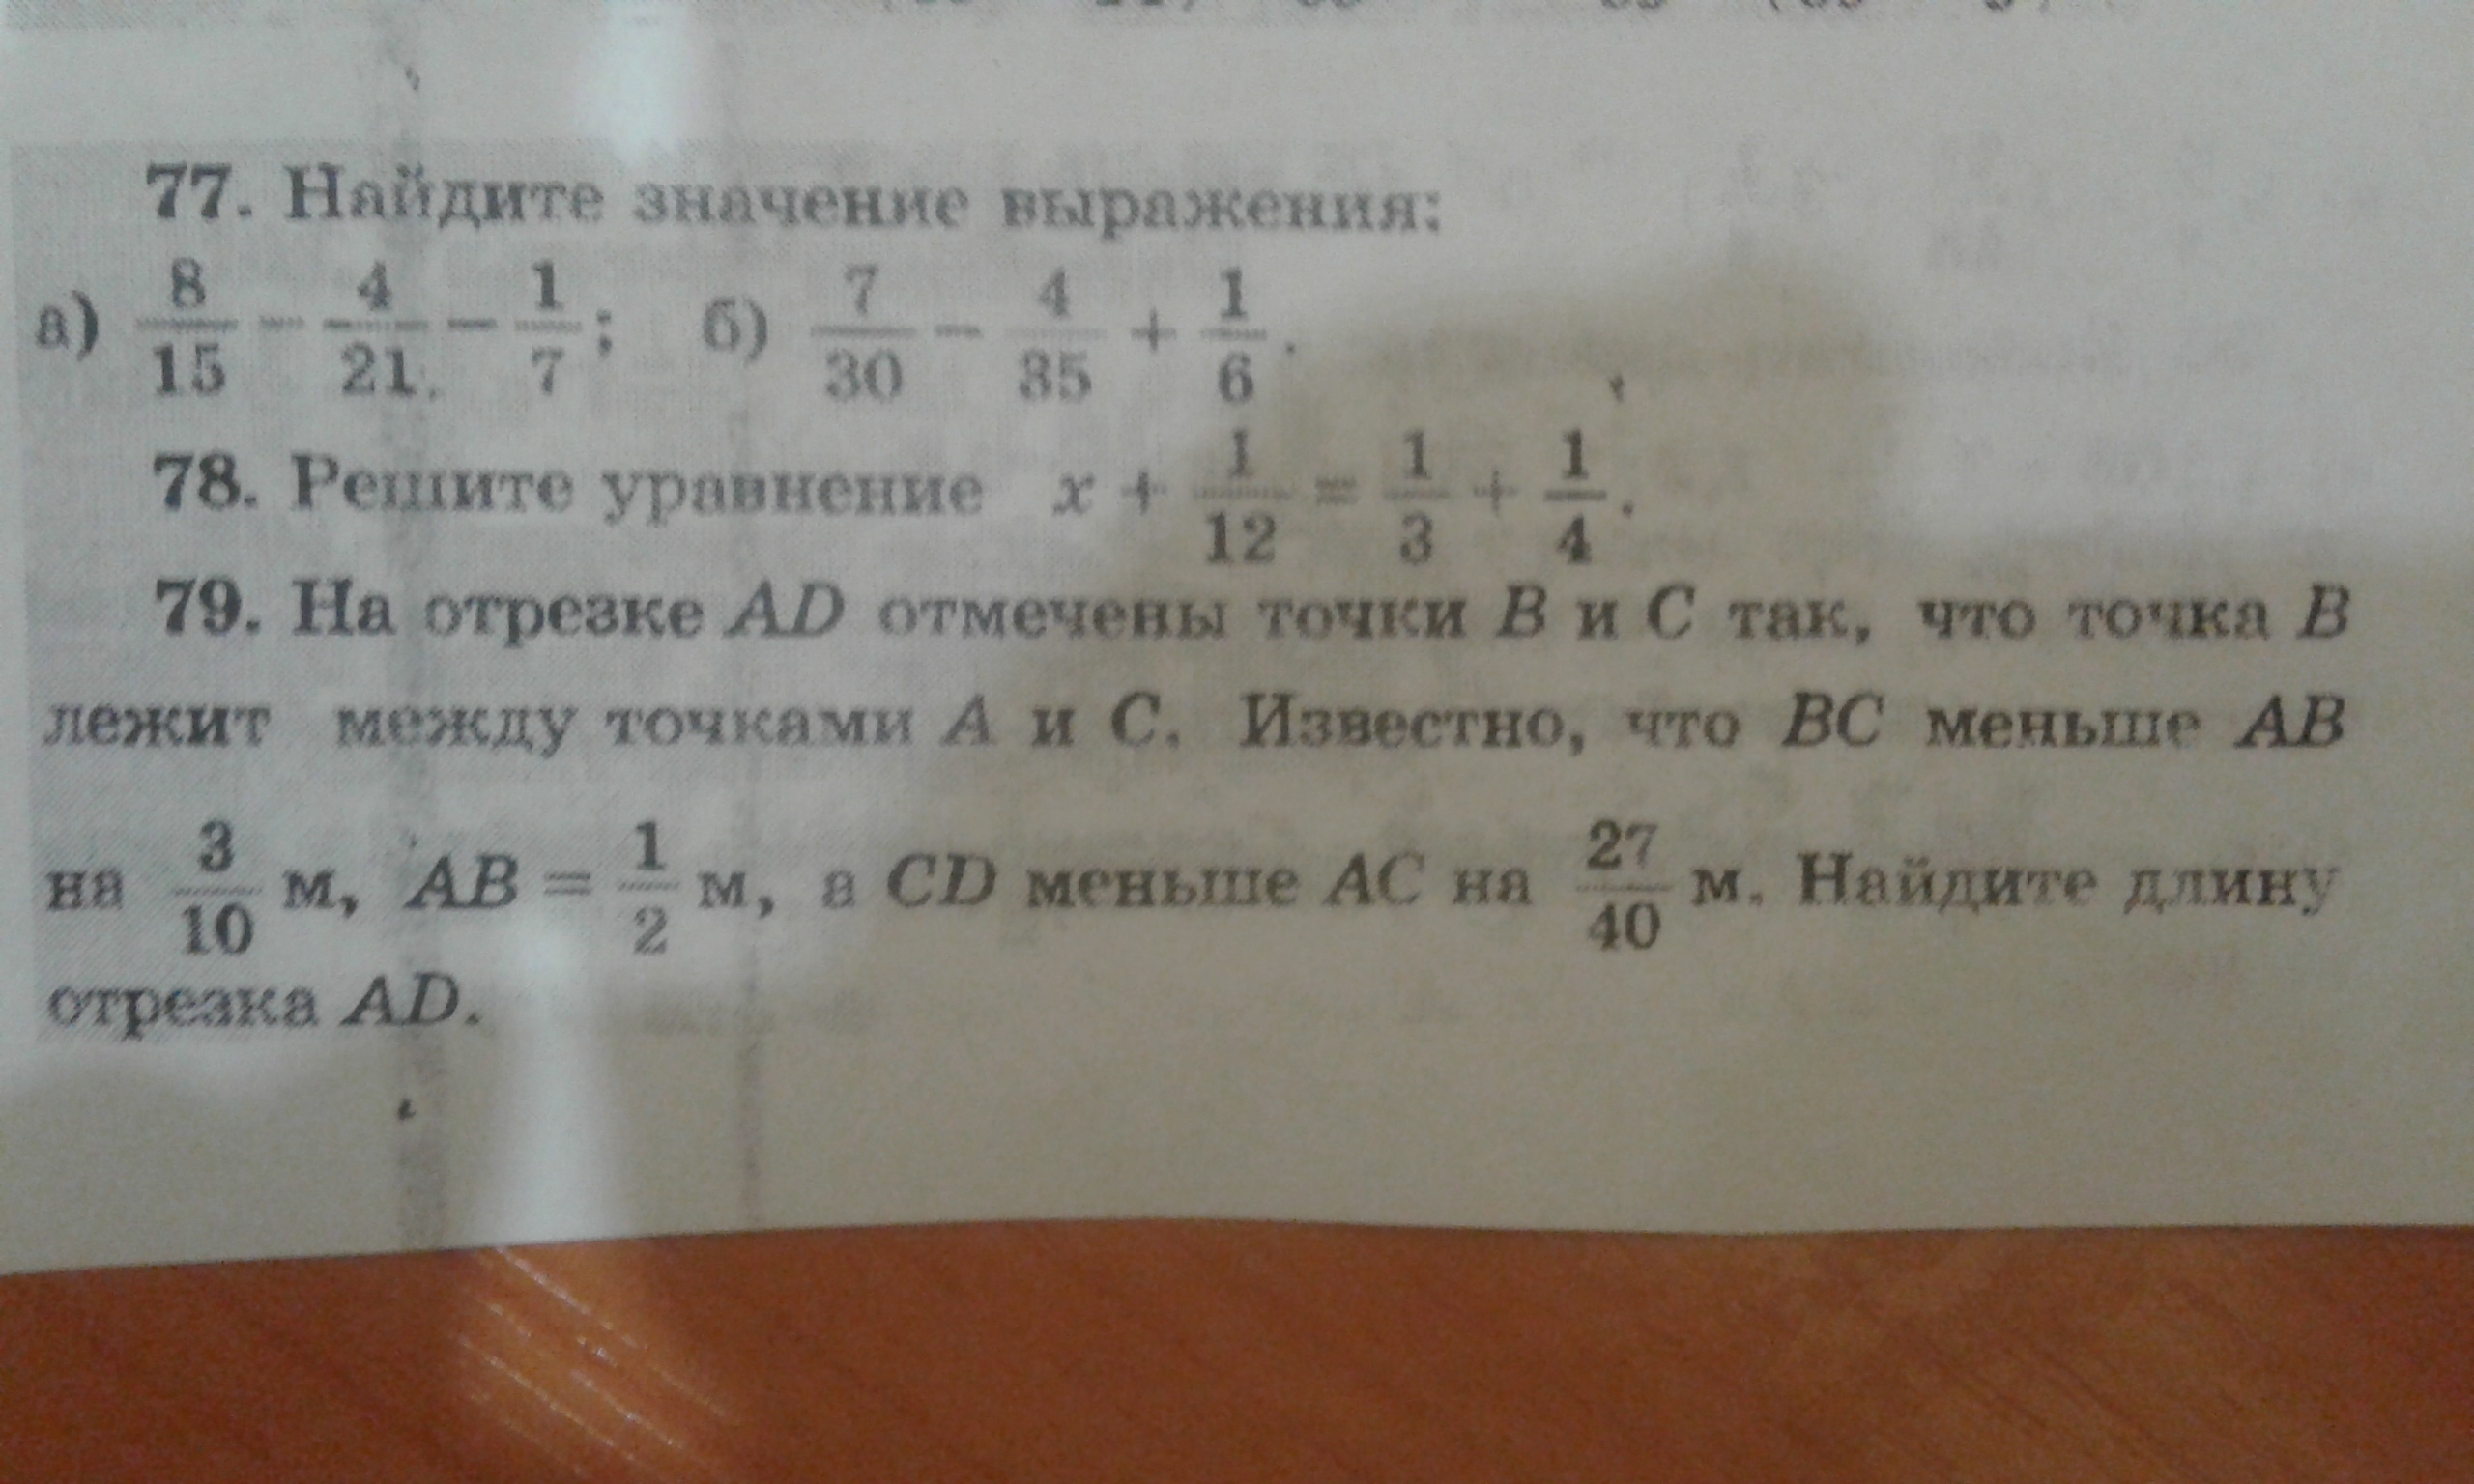 77. Найдите значение выражения:
а) 8/15 − 4/21 − 1/7; б) 7/30 − 4/35 + 1/6.
78. Решите уравнение x + 1/12 = 1/3 + 1/4.
79. На отрезке AD отмечены точки B и C так, что точка B
лежит между точками A и C. Известно, что BC меньше AB
на 3/10 м, AB = 1/2 м, а CD меньше AC на 27/40 м. Найдите длину
отрезка AD.